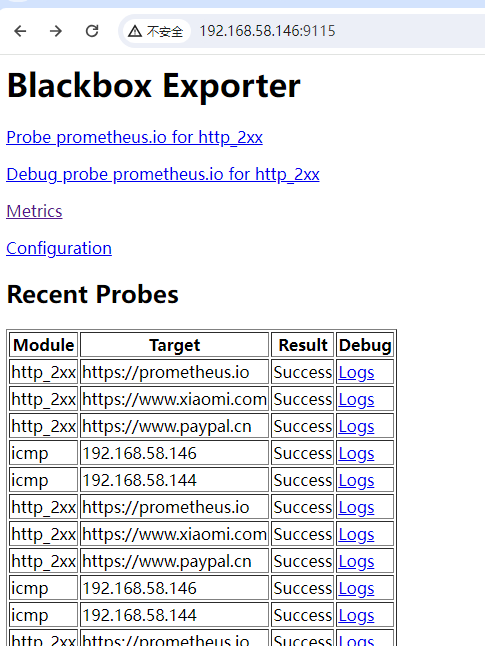 不安全 192.168.58.146:9115
Blackbox Exporter
Probe prometheus.io for http_2xx
Debug probe prometheus.io for http_2xx
Metrics
Configuration
Recent Probes
Module Target Result Debug
http_2xx https://prometheus.io Success Logs
http_2xx https://www.xiaomi.com Success Logs
http_2xx https://www.paypal.cn Success Logs
icmp 192.168.58.146 Success Logs
icmp 192.168.58.144 Success Logs
http_2xx https://prometheus.io Success Logs
http_2xx https://www.xiaomi.com Success Logs
http_2xx https://www.paypal.cn Success Logs
icmp 192.168.58.146 Success Logs
icmp 192.168.58.144 Success Logs
http_2xx https://prometheus.io Success Logs